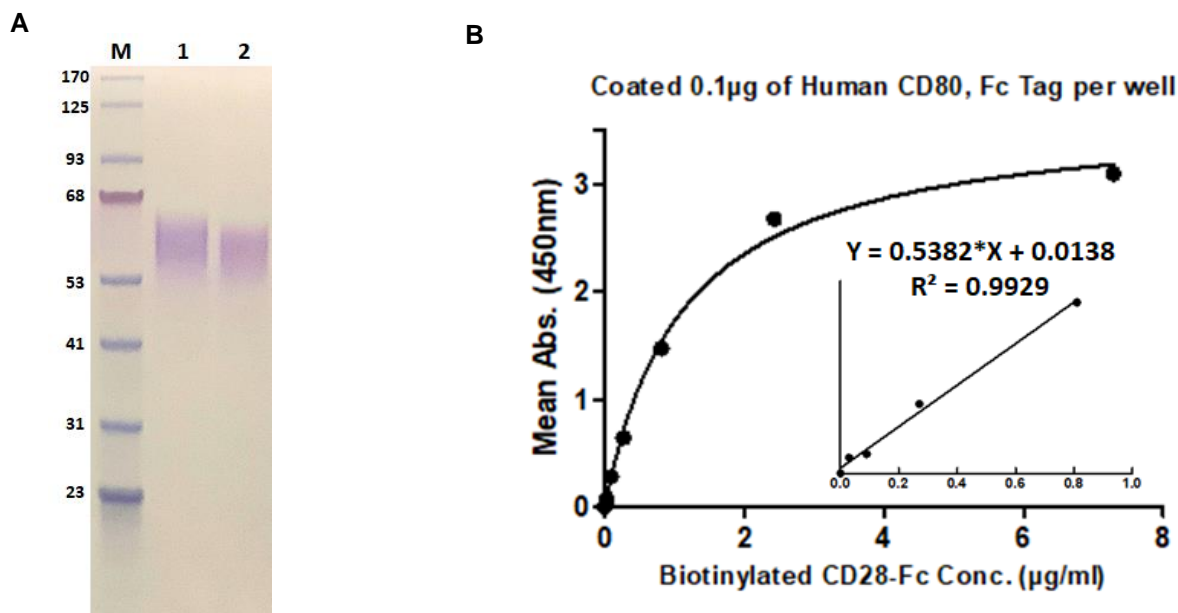 A
M 1 2
170
125
93
68
53
41
31
23
B
Coated 0.1µg of Human CD80, Fc Tag per well
Mean Abs. (450nm)
3
2
1
0
Y = 0.5382*X + 0.0138
R² = 0.9929
0.0 0.2 0.4 0.6 0.8 1.0
0 2 4 6 8
Biotinylated CD28-Fc Conc. (µg/ml)